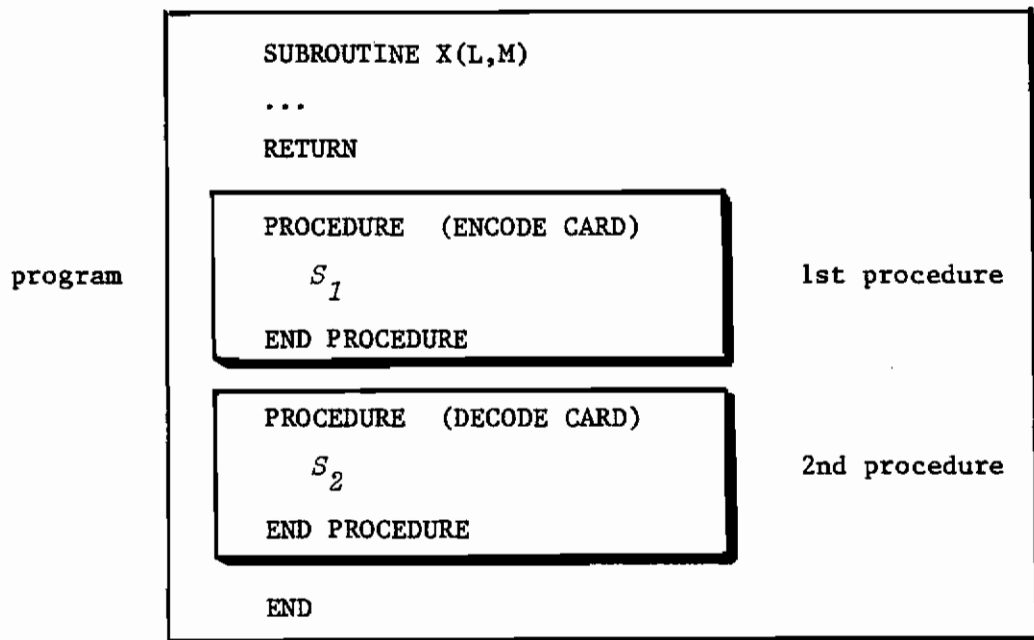 SUBROUTINE X(L,M)
...
RETURN
PROCEDURE (ENCODE CARD)
program S1 1st procedure
END PROCEDURE
PROCEDURE (DECODE CARD)
S2 2nd procedure
END PROCEDURE
END